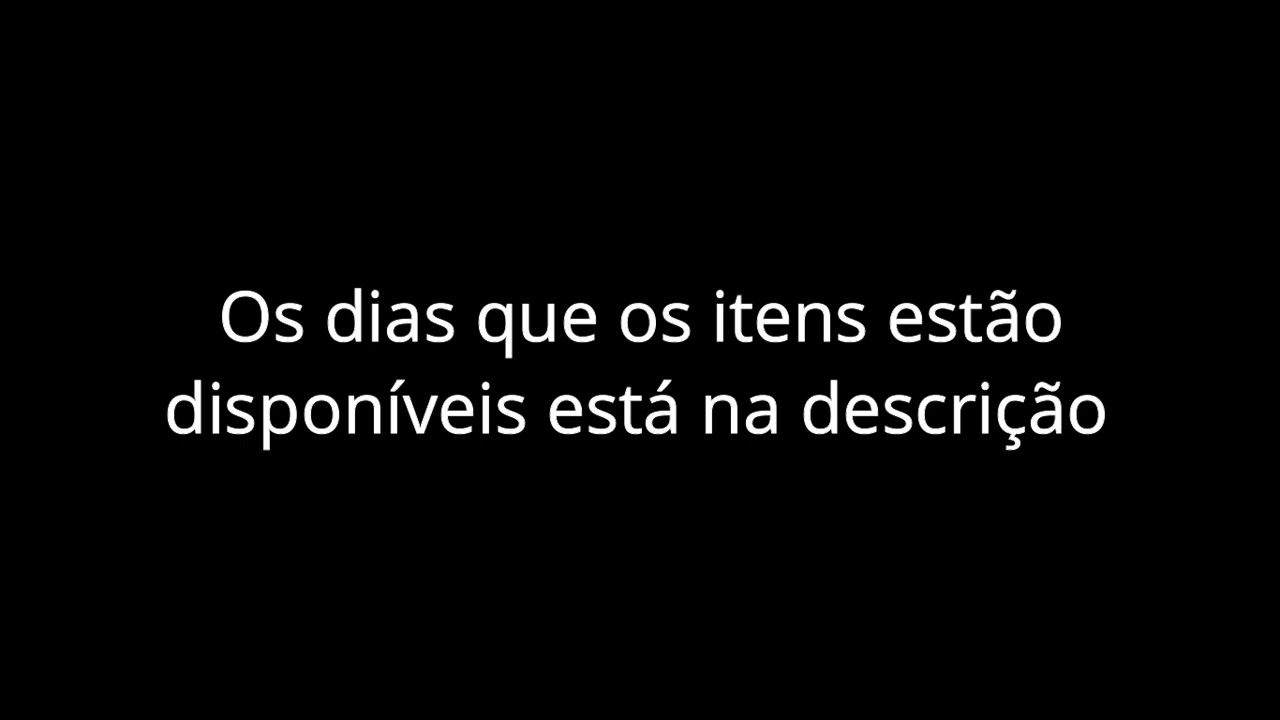 Os dias que os itens estão
disponíveis está na descrição